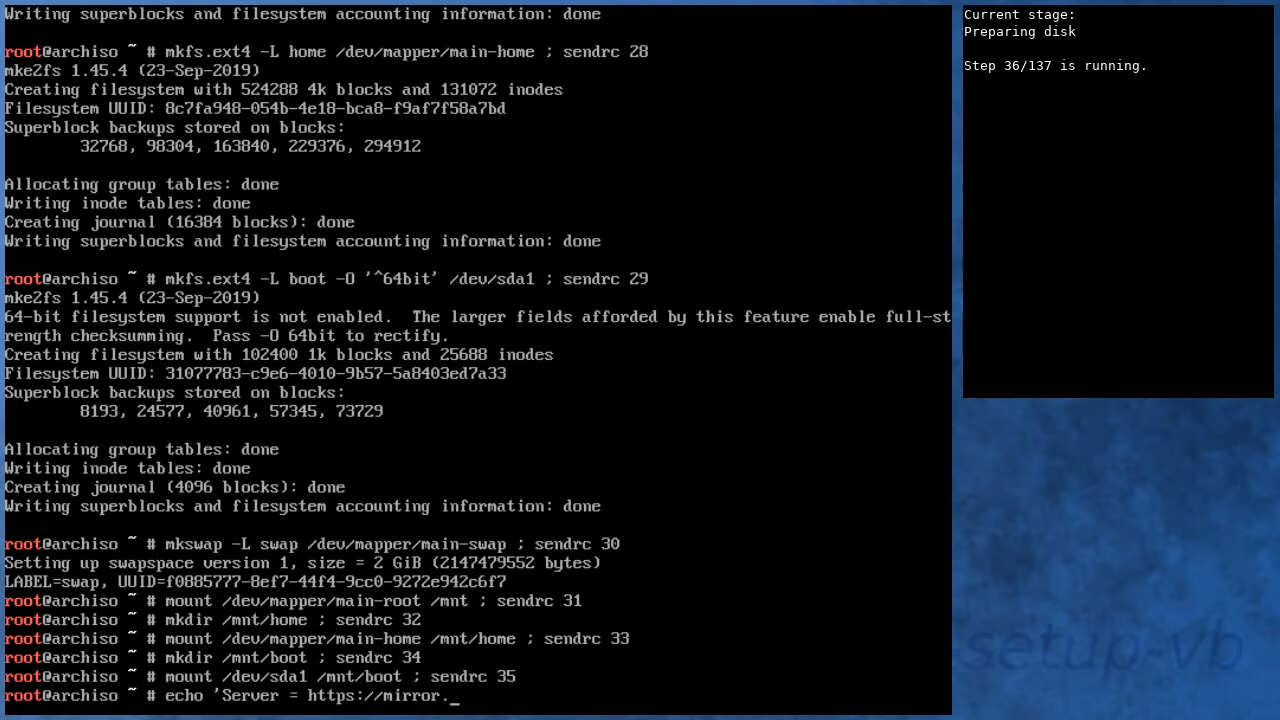 Writing superblocks and filesystem accounting information: done
root@archiso ~ # mkfs.ext4 -L home /dev/mapper/main-home ; sendrc 28
mke2fs 1.45.4 (23-Sep-2019)
Creating filesystem with 524288 4k blocks and 131072 inodes
Filesystem UUID: 8c7fa948-054b-4e18-bca8-f9af7f58a7bd
Superblock backups stored on blocks:
        32768, 98304, 163840, 229376, 294912
Allocating group tables: done
Writing inode tables: done
Creating journal (16384 blocks): done
Writing superblocks and filesystem accounting information: done
root@archiso ~ # mkfs.ext4 -L boot -O '^64bit' /dev/sda1 ; sendrc 29
mke2fs 1.45.4 (23-Sep-2019)
64-bit filesystem support is not enabled.  The larger fields afforded by this feature enable full-st
rength checksumming.  Pass -O 64bit to rectify.
Creating filesystem with 102400 1k blocks and 25688 inodes
Filesystem UUID: 31077783-c9e6-4010-9b57-5a8403ed7a33
Superblock backups stored on blocks:
        8193, 24577, 40961, 57345, 73729
Allocating group tables: done
Writing inode tables: done
Creating journal (4096 blocks): done
Writing superblocks and filesystem accounting information: done
root@archiso ~ # mkswap -L swap /dev/mapper/main-swap ; sendrc 30
Setting up swapspace version 1, size = 2 GiB (2147479552 bytes)
LABEL=swap, UUID=f0885777-8ef7-44f4-9cc0-9272e942c6f7
root@archiso ~ # mount /dev/mapper/main-root /mnt ; sendrc 31
root@archiso ~ # mkdir /mnt/home ; sendrc 32
root@archiso ~ # mount /dev/mapper/main-home /mnt/home ; sendrc 33
root@archiso ~ # mkdir /mnt/boot ; sendrc 34
root@archiso ~ # mount /dev/sda1 /mnt/boot ; sendrc 35
root@archiso ~ # echo 'Server = https://mirror._
Current stage:
Preparing disk
Step 36/137 is running.
setup-vb